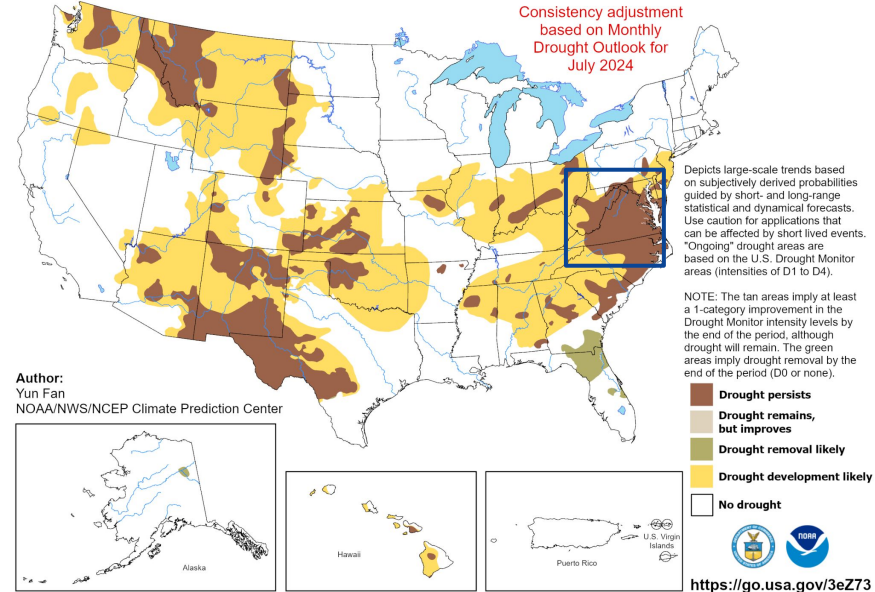 Consistency adjustment
based on Monthly
Drought Outlook for
July 2024
Depicts large-scale trends based
on subjectively derived probabilities
guided by short- and long-range
statistical and dynamical forecasts.
Use caution for applications that
can be affected by short lived events.
"Ongoing" drought areas are
based on the U.S. Drought Monitor
areas (intensities of D1 to D4).
NOTE: The tan areas imply at least
a 1-category improvement in the
Drought Monitor intensity levels by
the end of the period, although
drought will remain. The green
areas imply drought removal by the
end of the period (D0 or none).
Author:
Yun Fan
NOAA/NWS/NCEP Climate Prediction Center
Drought persists
Drought remains,
but improves
Drought removal likely
Drought development likely
No drought
Alaska
Hawaii
Puerto Rico
U.S. Virgin
Islands
NOAA
https://go.usa.gov/3eZ73